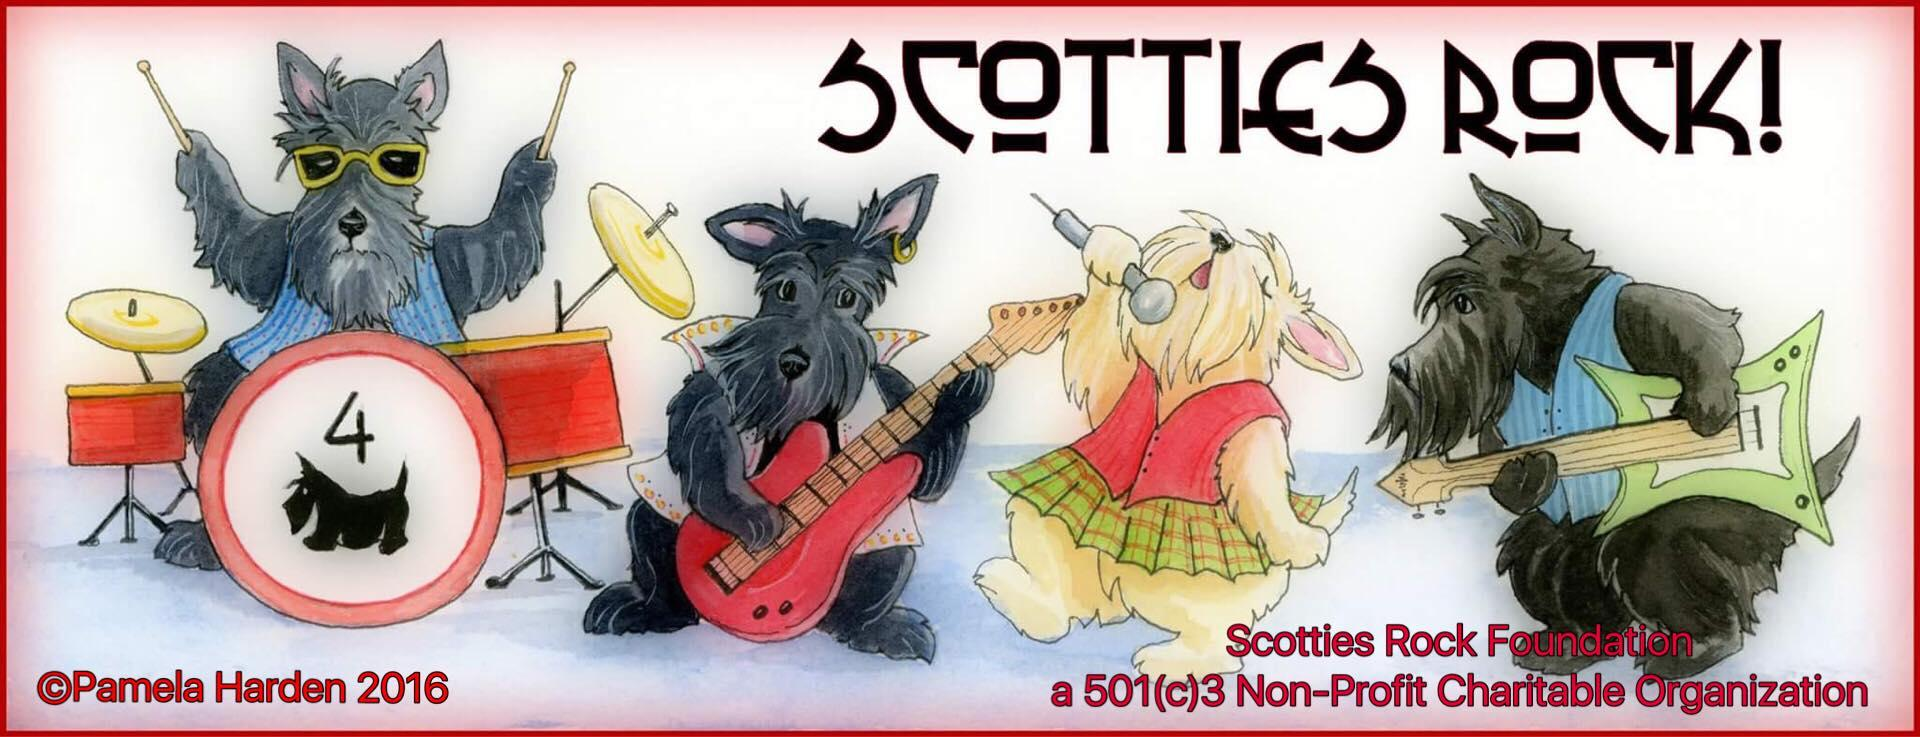 SCOTTIES ROCK!
4
©Pamela Harden 2016
Scotties Rock Foundation
a 501(c)3 Non-Profit Charitable Organization